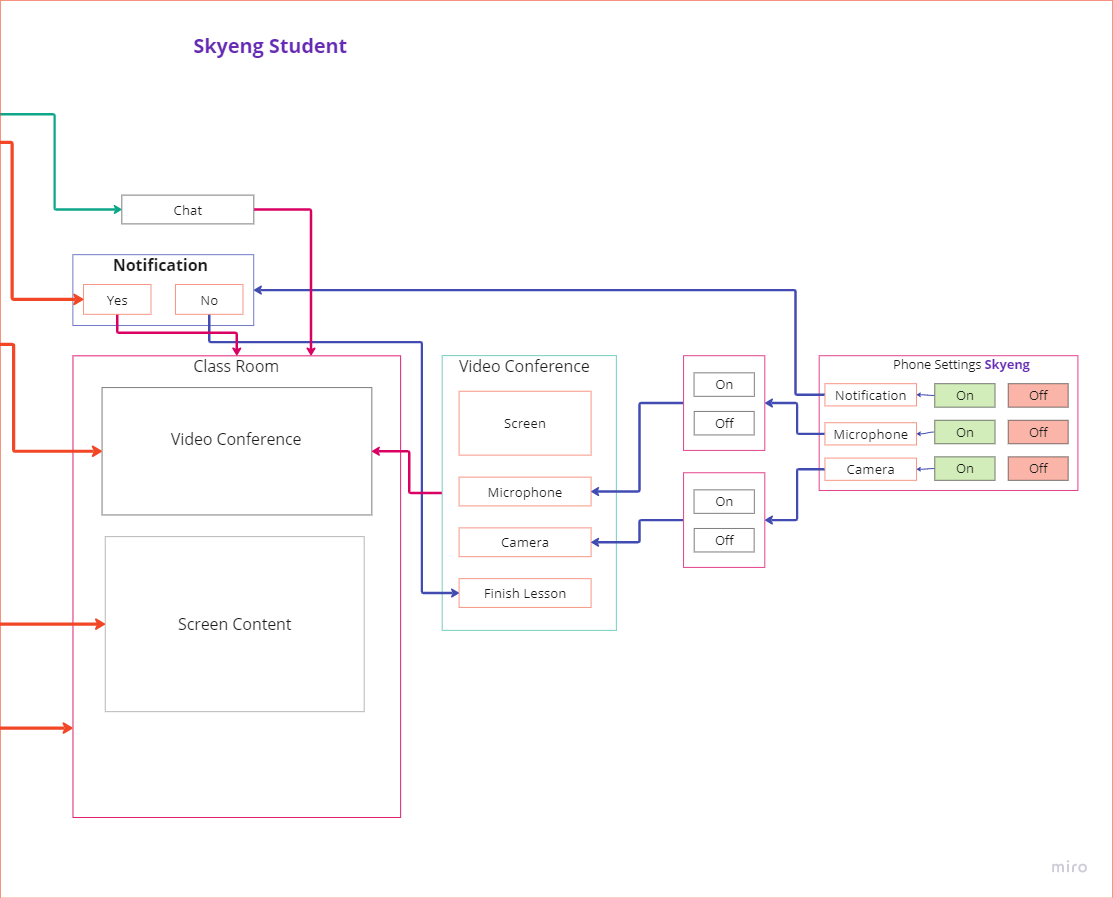 Skyeng Student
Chat
Notification
Yes
No
Class Room
Video Conference
Screen Content
Video Conference
Screen
Microphone
Camera
Finish Lesson
On
Off
On
Off
Phone Settings Skyeng
Notification
On
Off
Microphone
On
Off
Camera
On
Off
miro